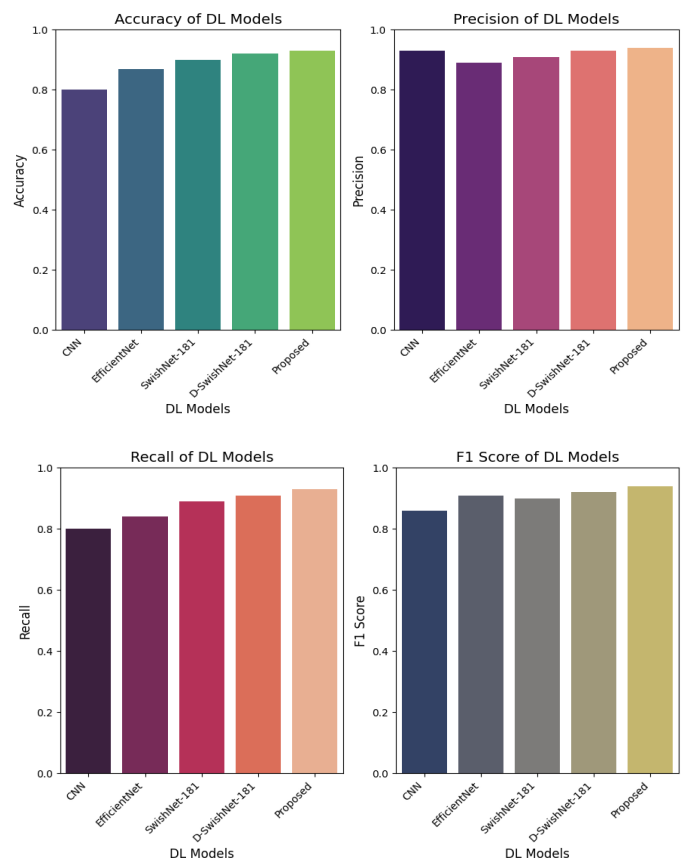 Accuracy of DL Models
1.0
0.8
0.6
0.4
0.2
0.0
Accuracy
CNN
EfficientNet
SwishNet-181
D-SwishNet-181
Proposed
DL Models
Precision of DL Models
1.0
0.8
0.6
0.4
0.2
0.0
Precision
CNN
EfficientNet
SwishNet-181
D-SwishNet-181
Proposed
DL Models
Recall of DL Models
1.0
0.8
0.6
0.4
0.2
0.0
Recall
CNN
EfficientNet
SwishNet-181
D-SwishNet-181
Proposed
DL Models
F1 Score of DL Models
1.0
0.8
0.6
0.4
0.2
0.0
F1 Score
CNN
EfficientNet
SwishNet-181
D-SwishNet-181
Proposed
DL Models